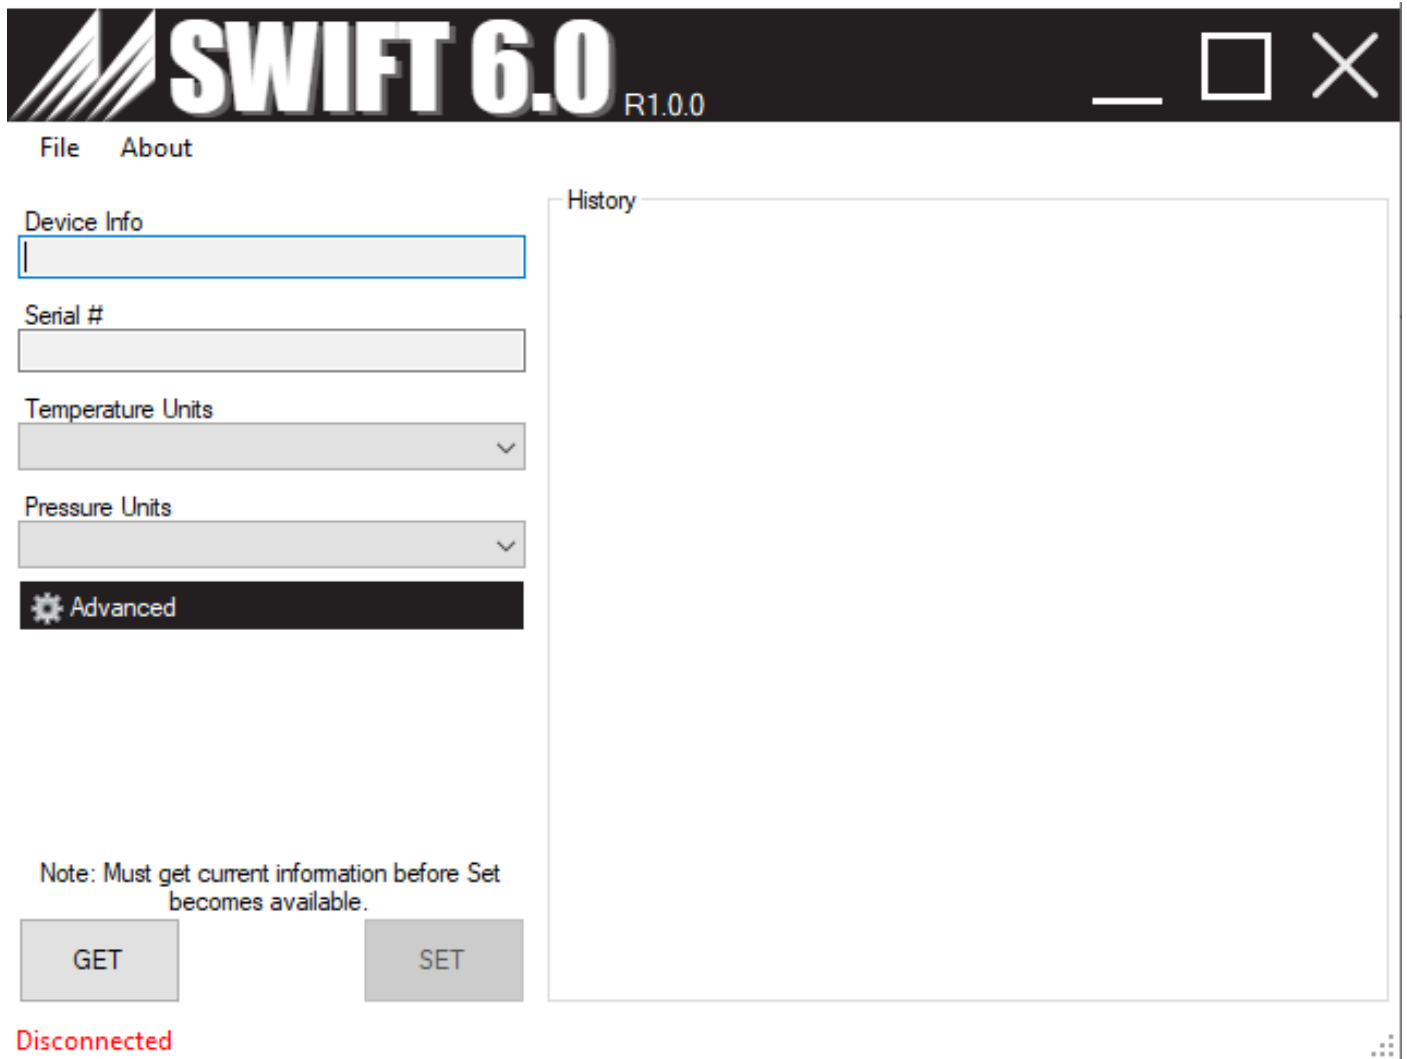 SWIFT 6.0 R1.0.0
File About
Device Info
Serial #
Temperature Units
Pressure Units
Advanced
Note: Must get current information before Set
becomes available.
GET SET
Disconnected
History